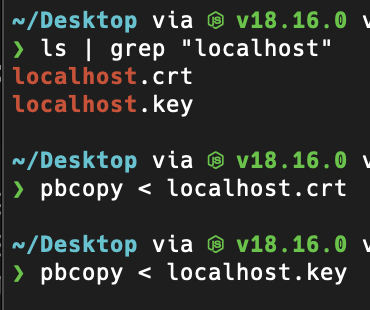 ~/Desktop via v18.16.0
❯ ls | grep "localhost"
localhost.crt
localhost.key
~/Desktop via v18.16.0
❯ pbcopy < localhost.crt
~/Desktop via v18.16.0
❯ pbcopy < localhost.key